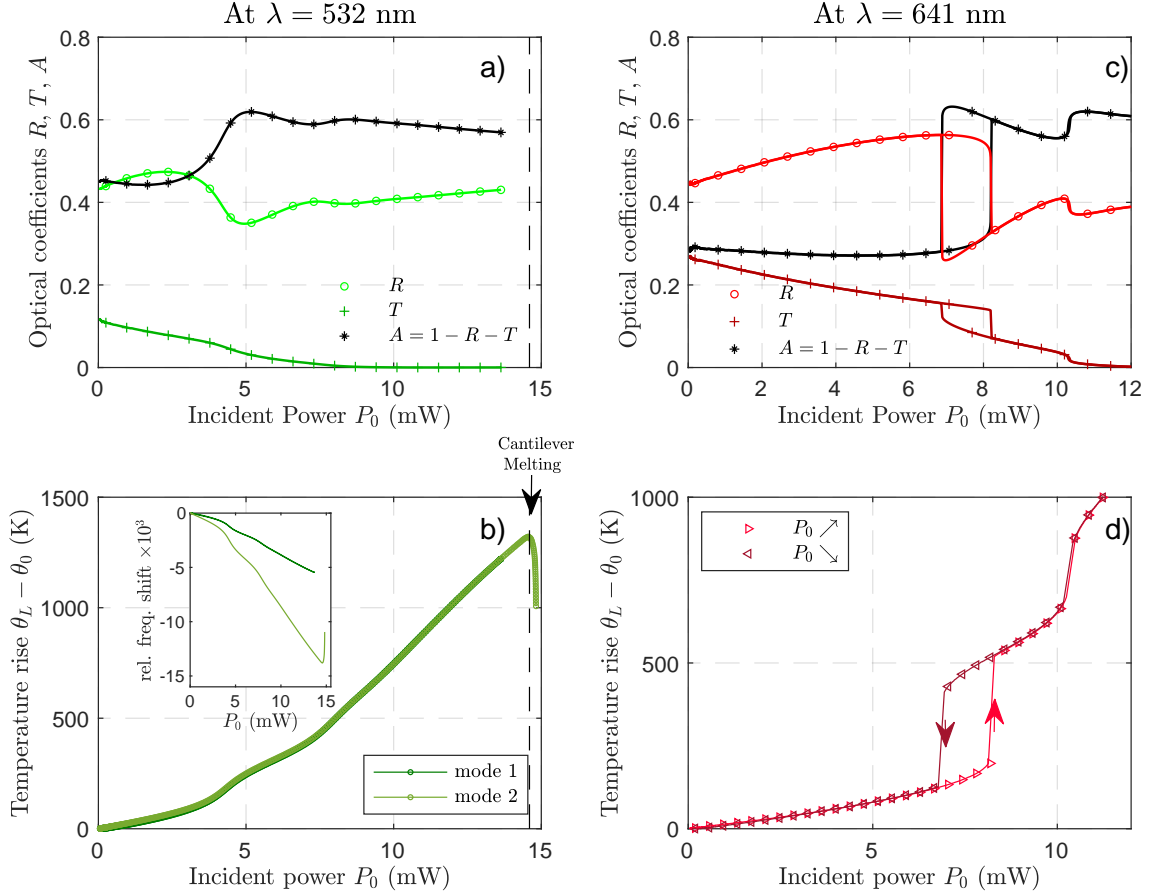 At λ = 532 nm
At λ = 641 nm
a)
Optical coefficients R, T, A
0.8
0.6
0.4
0.2
0
R
T
A = 1 − R − T
0
5
10
15
Incident Power P₀ (mW)
c)
Optical coefficients R, T, A
0.8
0.6
0.4
0.2
0
R
T
A = 1 − R − T
0
2
4
6
8
10
12
Incident Power P₀ (mW)
Cantilever
Melting
b)
Temperature rise θ_L − θ₀ (K)
1500
1000
500
0
rel. freq. shift ×10³
0
-5
-10
-15
0
5
10
15
P₀ (mW)
mode 1
mode 2
0
5
10
15
Incident power P₀ (mW)
d)
Temperature rise θ_L − θ₀ (K)
1000
500
0
P₀ ↗
P₀ ↘
0
5
10
Incident power P₀ (mW)